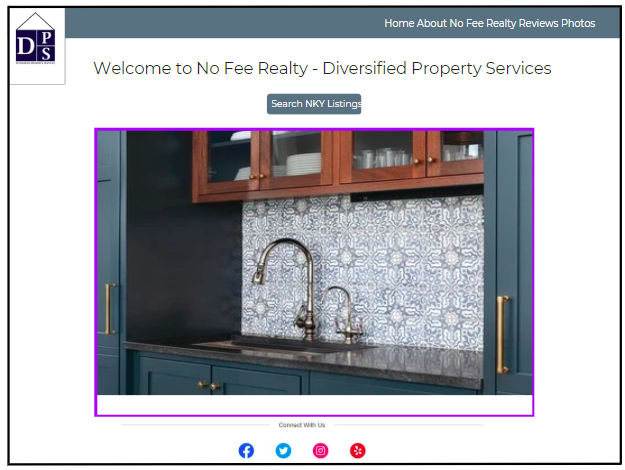 Home About No Fee Realty Reviews Photos
D P S
Welcome to No Fee Realty - Diversified Property Services
Search NKY Listings
Connect With Us